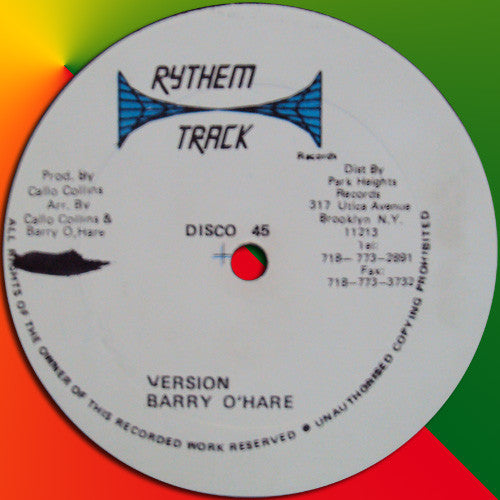 RYTHEM
TRACK
Records
Prod. by
Callo Collins
Arr. By
Callo Collins &
Barry O,Hare
DISCO 45
Dist By
Park Heights
Records
317 Utica Avenue
Brooklyn N.Y.
11213
Tel:
718-773-2891
Fax:
718-773-3732
VERSION
BARRY O'HARE
ALL RIGHTS OF THE OWNER OF THIS RECORDED WORK RESERVED ● UNAUTHORISED COPYING PROHIBITED